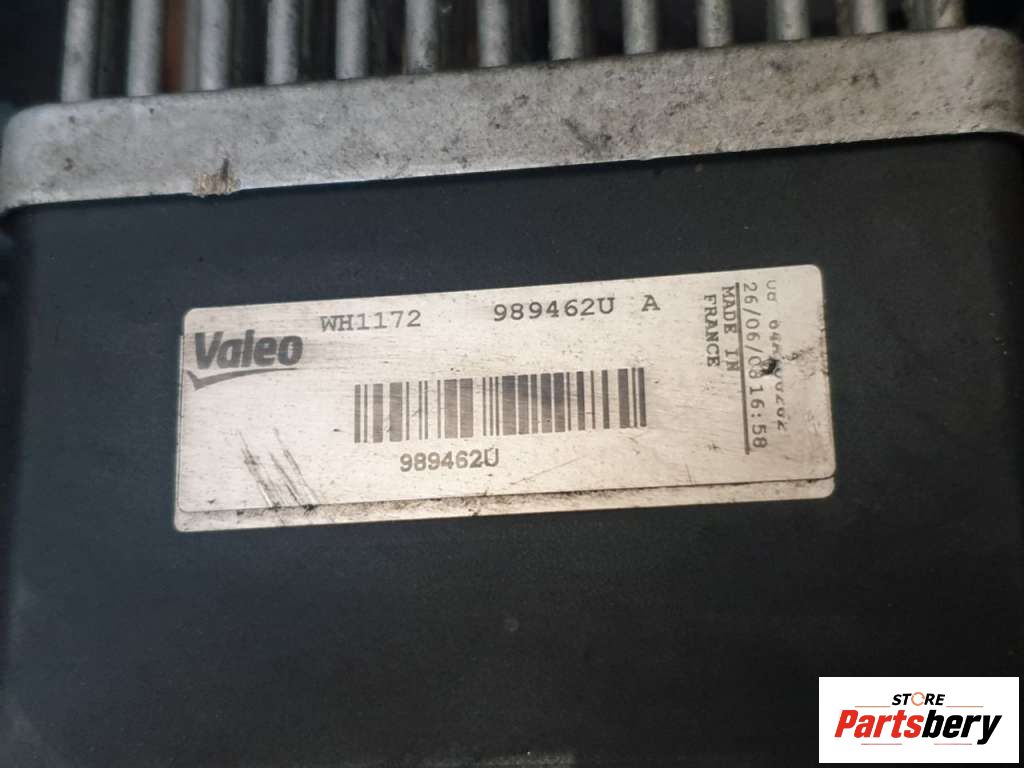 Valeo
WH1172 989462U A
989462U
MADE IN
FRANCE
26/06/08 16:58
STORE
Partsbery